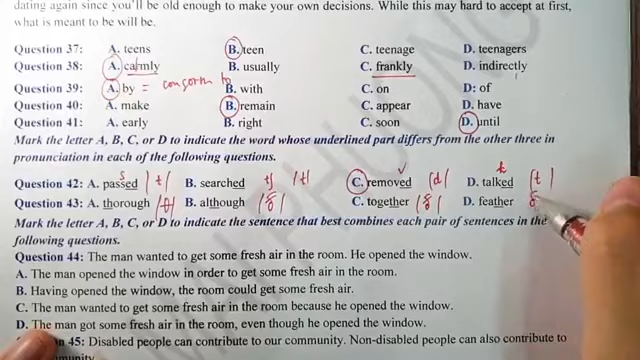 dating again since you'll be old enough to make your own decisions. While this may hard to accept at first,
what is meant to be will be.
Question 37: A. teens B. teen C. teenage D. teenagers
Question 38: A. calmly B. usually C. frankly D. indirectly
Question 39: A. by = B. with C. on D: of
Question 40: A. make B. remain C. appear D. have
Question 41: A. early B. right C. soon D. until
Mark the letter A, B, C, or D to indicate the word whose underlined part differs from the other three in
pronunciation in each of the following questions.
Question 42: A. passed s |t| B. searched tʃ |t| C. removed |d| D. talked k |t|
Question 43: A. thorough |θ| B. although |ð| C. together |ð| D. feather ð
Mark the letter A, B, C, or D to indicate the sentence that best combines each pair of sentences in the
following questions.
Question 44: The man wanted to get some fresh air in the room. He opened the window.
A. The man opened the window in order to get some fresh air in the room.
B. Having opened the window, the room could get some fresh air.
C. The man wanted to get some fresh air in the room because he opened the window.
D. The man got some fresh air in the room, even though he opened the window.
45: Disabled people can contribute to our community. Non-disabled people can also contribute to